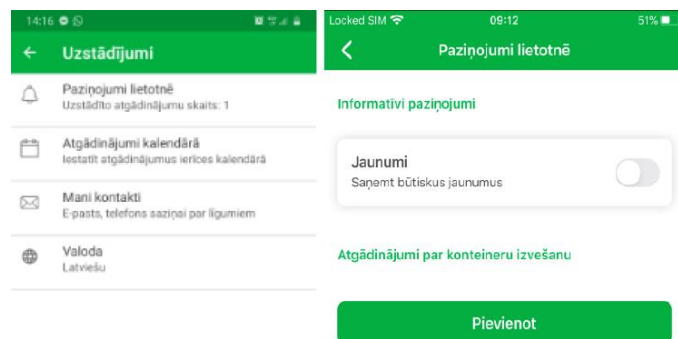 14:16
Uzstādījumi
Paziņojumi lietotnē
Uzstādīto atgādinājumu skaits: 1
Atgādinājumi kalendārā
Iestatīt atgādinājumus ierīces kalendārā
Mani kontakti
E-pasts, telefons saziņai par līgumiem
Valoda
Latviešu
Locked SIM 09:12 51%
Paziņojumi lietotnē
Informatīvi paziņojumi
Jaunumi
Saņemt būtiskus jaunumus
Atgādinājumi par konteineru izvešanu
Pievienot